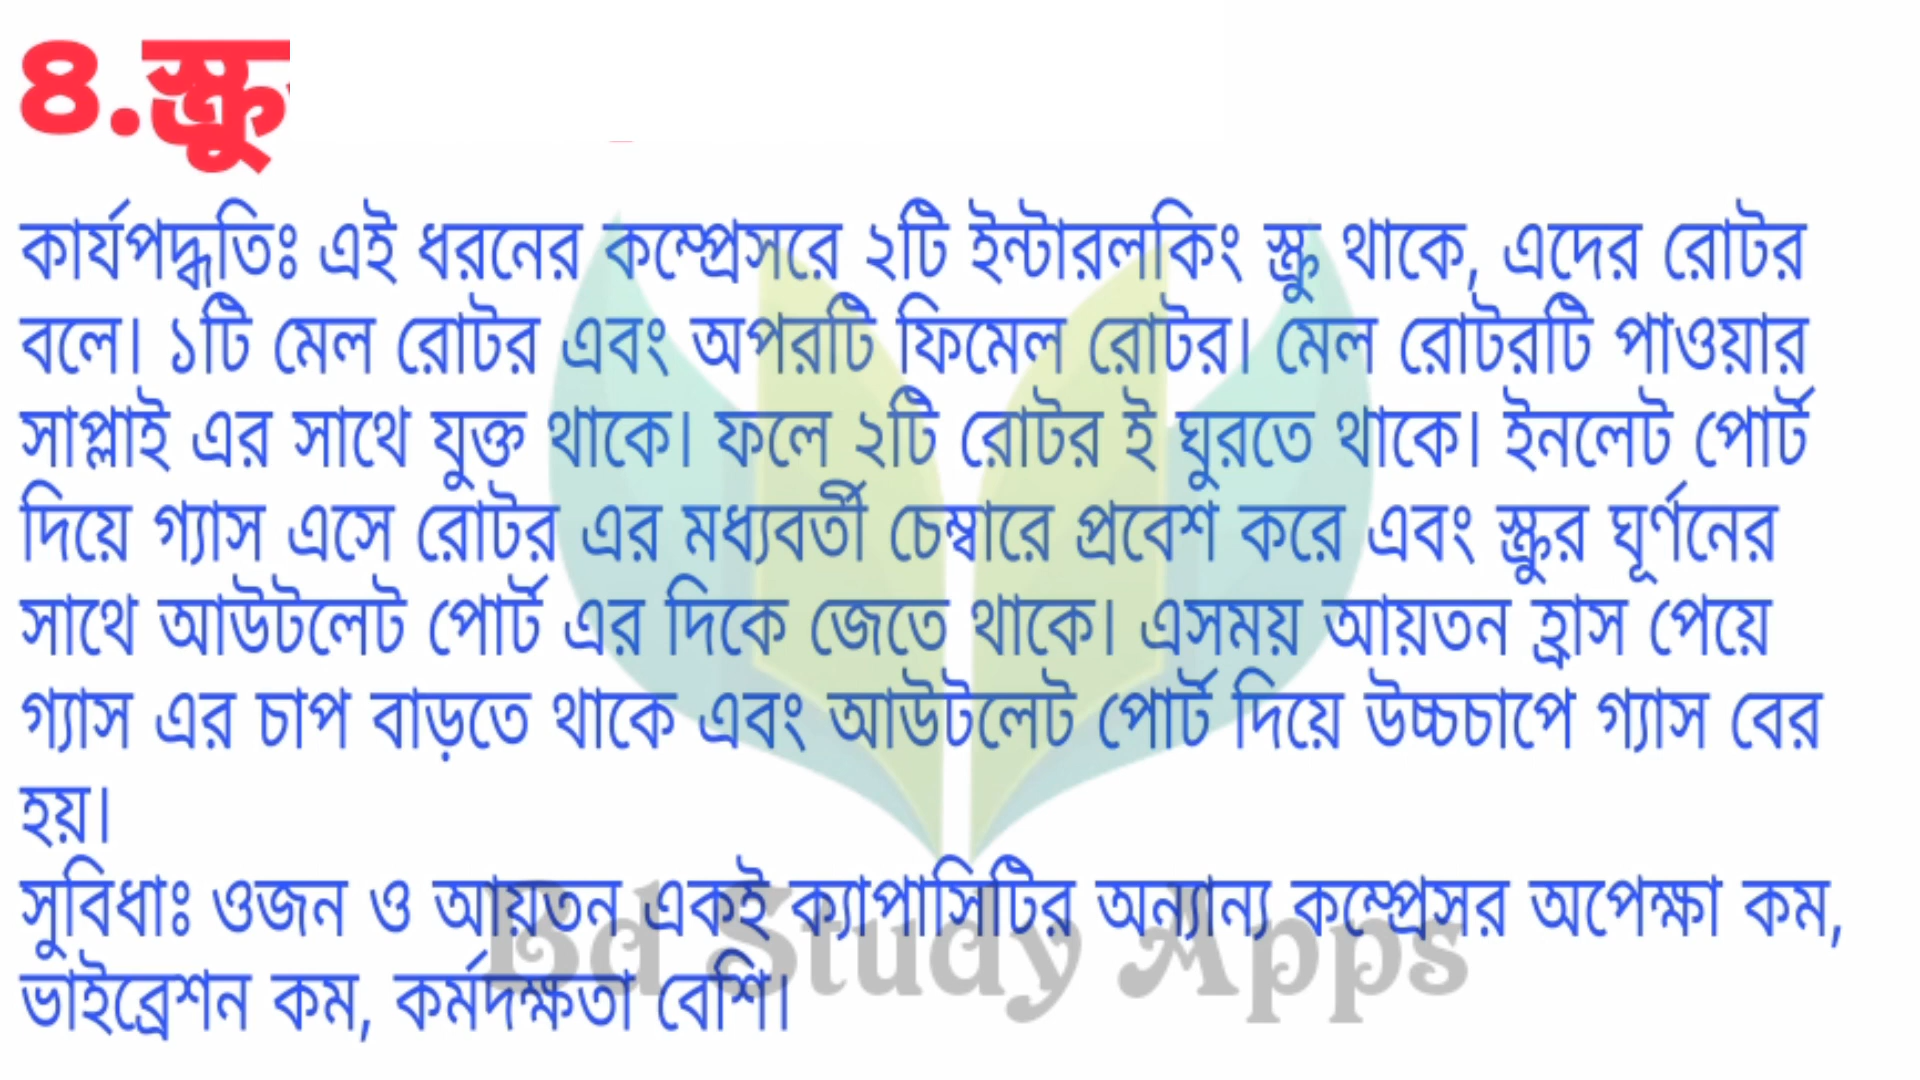 ৪.স্ক্রু
কার্যপদ্ধতিঃ এই ধরনের কম্প্রেসরে ২টি ইন্টারলকিং স্ক্রু থাকে, এদের রোটর
বলে। ১টি মেল রোটর এবং অপরটি ফিমেল রোটর। মেল রোটরটি পাওয়ার
সাপ্লাই এর সাথে যুক্ত থাকে। ফলে ২টি রোটর ই ঘুরতে থাকে। ইনলেট পোর্ট
দিয়ে গ্যাস এসে রোটর এর মধ্যবর্তী চেম্বারে প্রবেশ করে এবং স্ক্রুর ঘূর্ণনের
সাথে আউটলেট পোর্ট এর দিকে জেতে থাকে। এসময় আয়তন হ্রাস পেয়ে
গ্যাস এর চাপ বাড়তে থাকে এবং আউটলেট পোর্ট দিয়ে উচ্চচাপে গ্যাস বের
হয়।
সুবিধাঃ ওজন ও আয়তন একই ক্যাপাসিটির অন্যান্য কম্প্রেসর অপেক্ষা কম,
Bd Study Apps
ভাইব্রেশন কম, কর্মদক্ষতা বেশি।